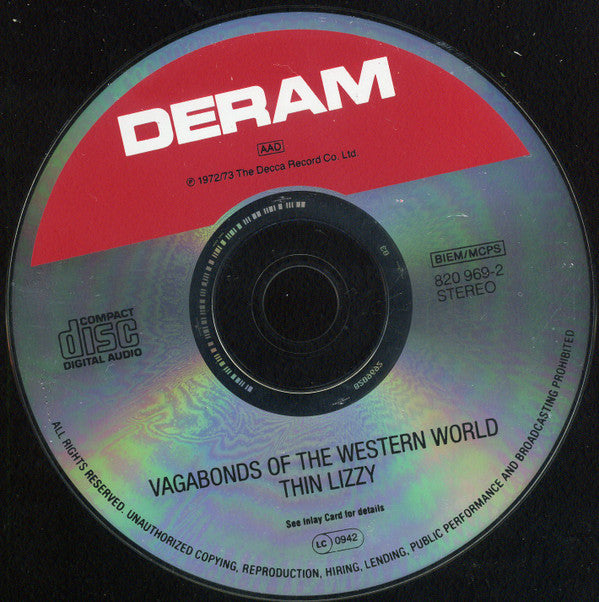 DERAM
AAD
℗ 1972/73 The Decca Record Co. Ltd.
BIEM/MCPS
820 969-2
STEREO
COMPACT
disc
DIGITAL AUDIO
VAGABONDS OF THE WESTERN WORLD
THIN LIZZY
See Inlay Card for details
LC 0942
ALL RIGHTS RESERVED. UNAUTHORIZED COPYING, REPRODUCTION, HIRING, LENDING, PUBLIC PERFORMANCE AND BROADCASTING PROHIBITED